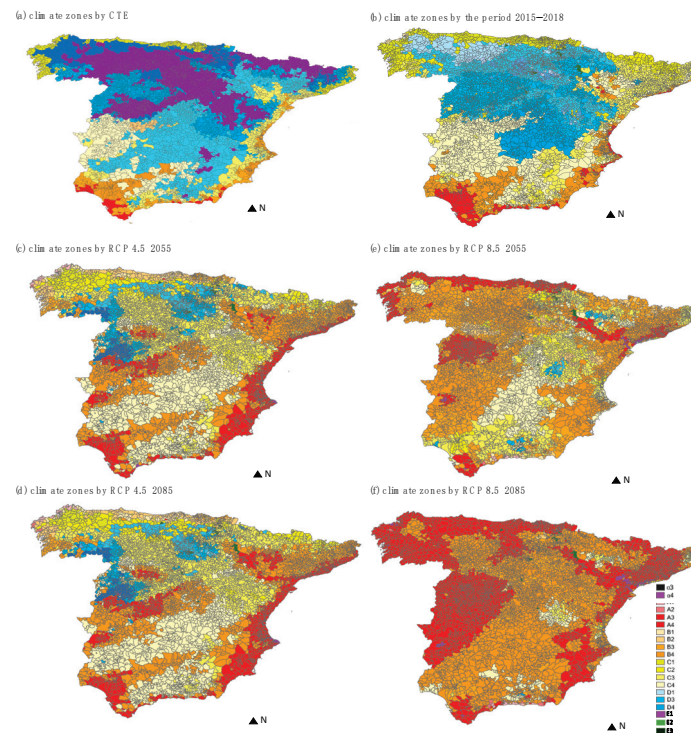 (a) climate zones by CTE
(b) climate zones by the period 2015–2018
N
N
(c) climate zones by RCP 4.5 2055
(e) climate zones by RCP 8.5 2055
N
N
(d) climate zones by RCP 4.5 2085
(f) climate zones by RCP 8.5 2085
α3
α4
A2
A3
A4
B1
B2
B3
B4
C1
C2
C3
C4
D1
D3
D4
E1
N
N